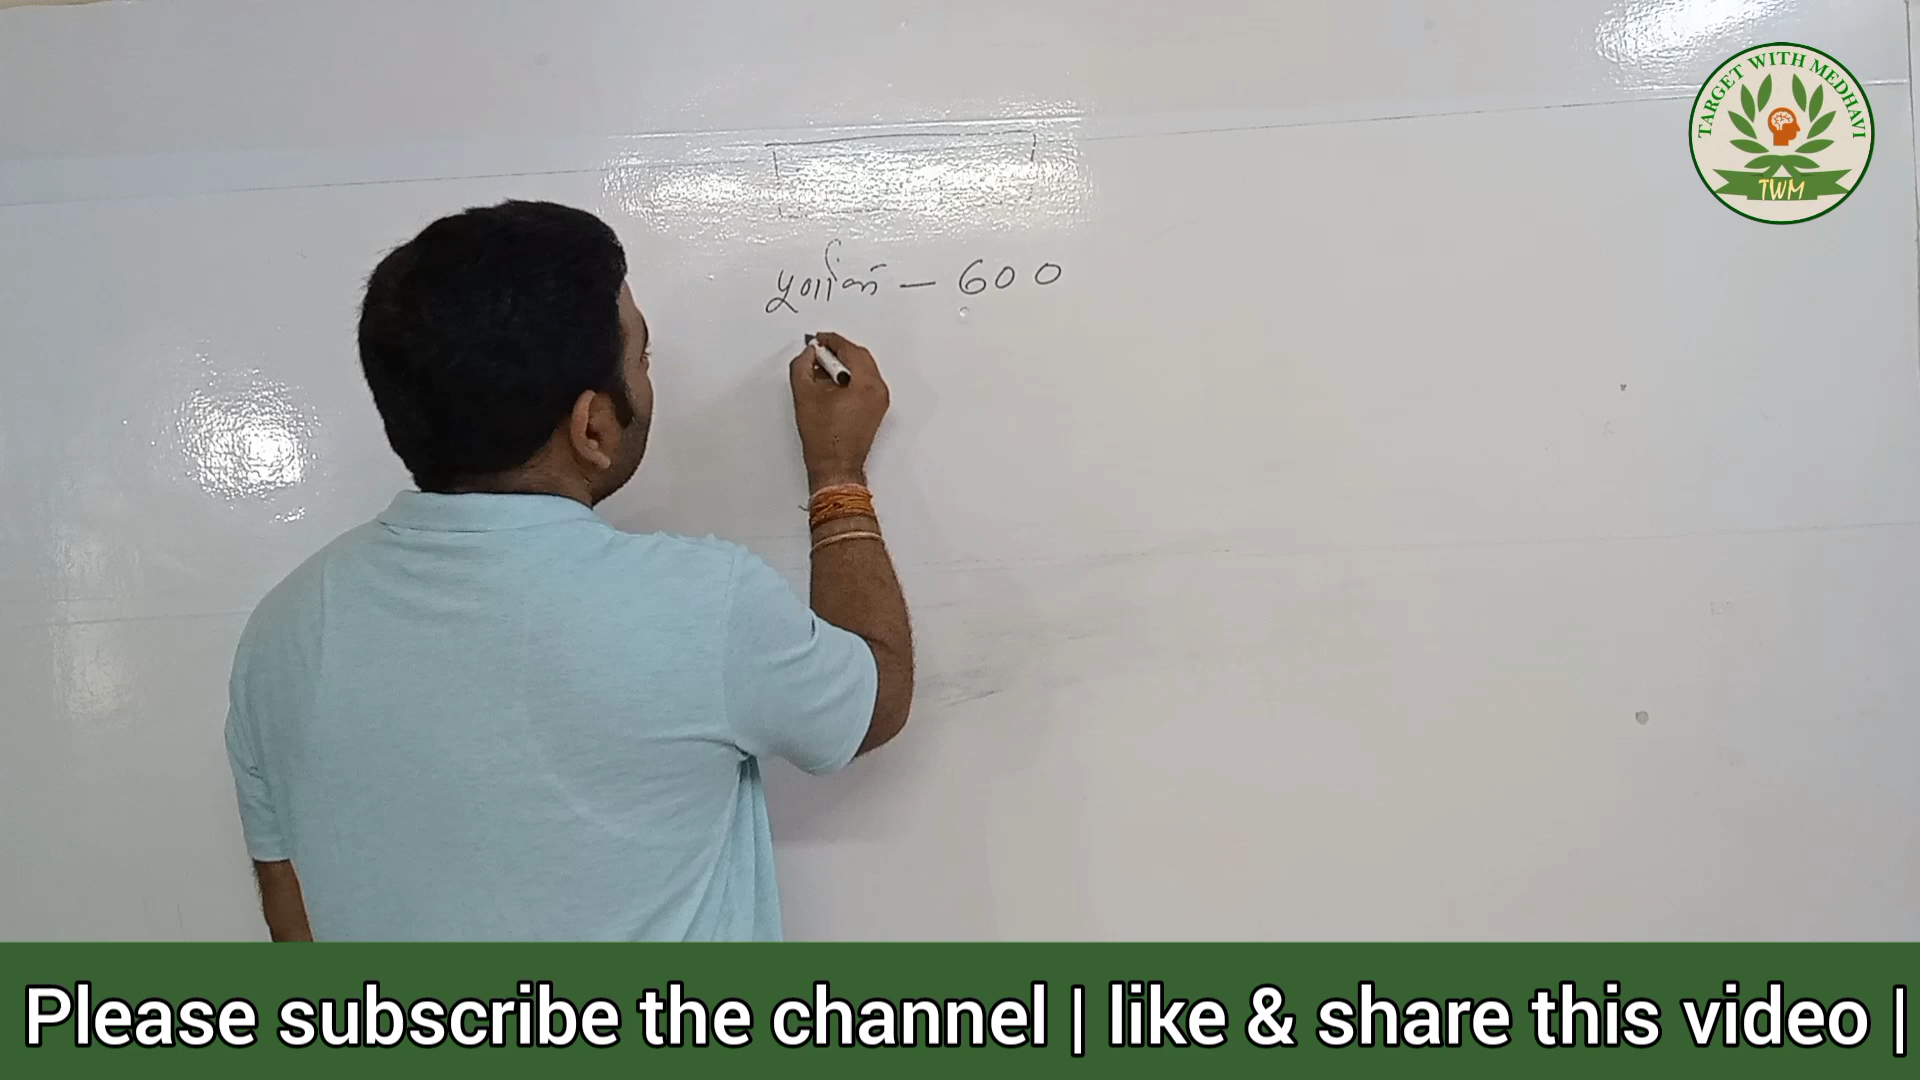 TARGET WITH MEDHAVI
TWM
पूर्णांक – 600
Please subscribe the channel | like & share this video |